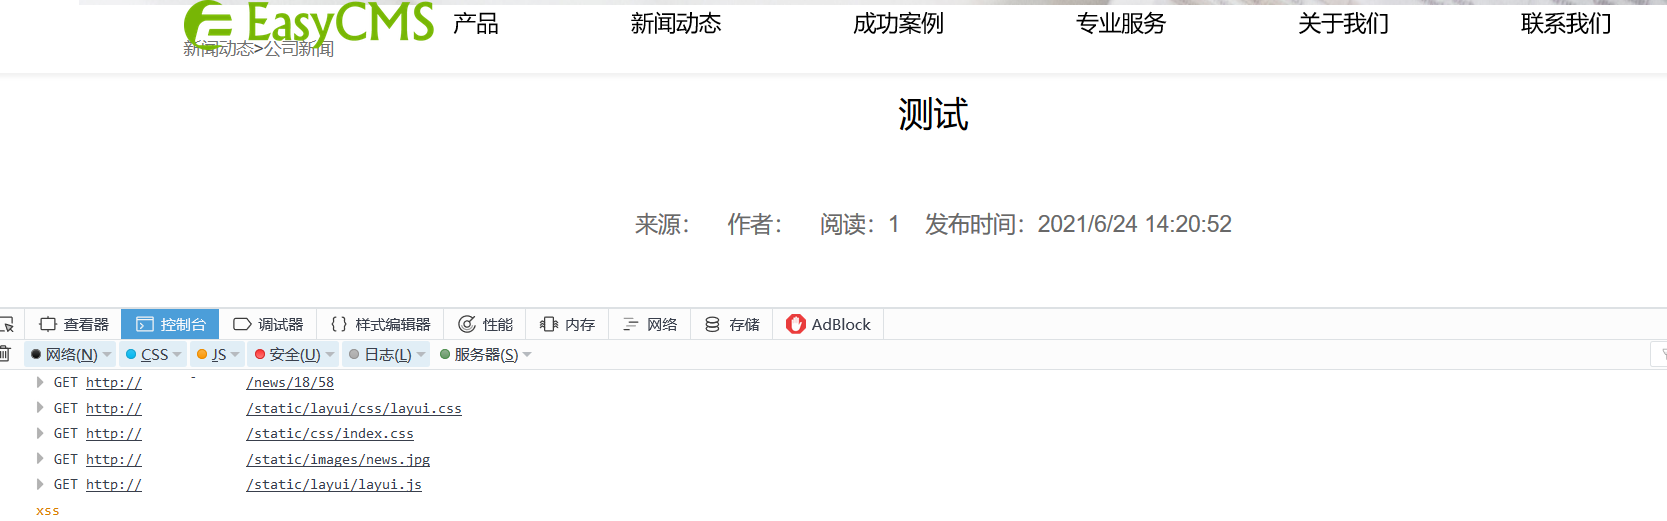 EasyCMS 产品 新闻动态 成功案例 专业服务 关于我们 联系我们
新闻动态>公司新闻
测试
来源： 作者： 阅读：1 发布时间：2021/6/24 14:20:52
查看器 控制台 调试器 {} 样式编辑器 性能 内存 网络 存储 AdBlock
网络(N) CSS JS 安全(U) 日志(L) 服务器(S)
GET http:// /news/18/58
GET http:// /static/layui/css/layui.css
GET http:// /static/css/index.css
GET http:// /static/images/news.jpg
GET http:// /static/layui/layui.js
xss